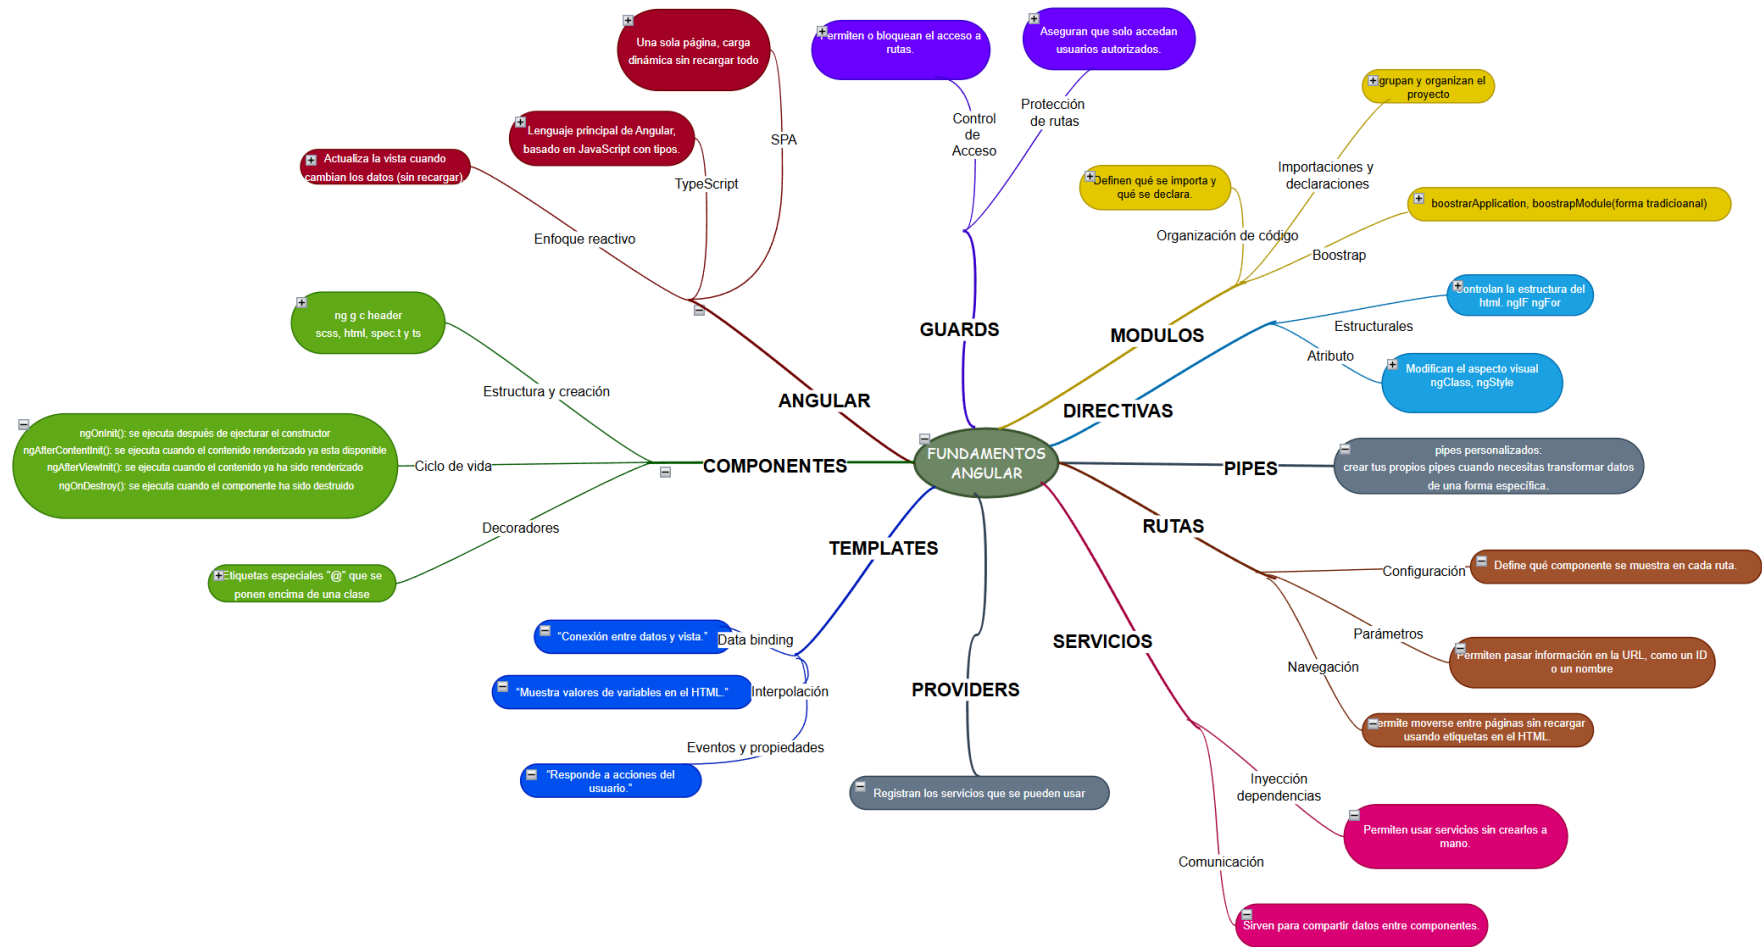 Una sola página, carga
dinámica sin recargar todo
SPA
Lenguaje principal de Angular,
basado en JavaScript con tipos.
TypeScript
Actualiza la vista cuando
cambian los datos (sin recargar)
Enfoque reactivo
ANGULAR
Permiten o bloquean el acceso a
rutas.
Control
de
Acceso
Aseguran que solo accedan
usuarios autorizados.
Protección
de rutas
GUARDS
grupan y organizan el
proyecto
Importaciones y
declaraciones
Definen qué se importa y
qué se declara.
Organización de código
boostrarApplication, boostrapModule(forma tradicioanal)
Boostrap
MODULOS
Controlan la estructura del
html. ngIF ngFor
Estructurales
Modifican el aspecto visual
ngClass, ngStyle
Atributo
DIRECTIVAS
FUNDAMENTOS
ANGULAR
ng g c header
scss, html, spec.t y ts
Estructura y creación
ngOnInit(): se ejecuta después de ejecturar el constructor
ngAfterContentInit(): se ejecuta cuando el contenido renderizado ya esta disponible
ngAfterViewInit(): se ejecuta cuando el contenido ya ha sido renderizado
ngOnDestroy(): se ejecuta cuando el componente ha sido destruido
Ciclo de vida
COMPONENTES
Decoradores
Etiquetas especiales "@" que se
ponen encima de una clase
PIPES
pipes personalizados:
crear tus propios pipes cuando necesitas transformar datos
de una forma específica.
RUTAS
Configuración
Define qué componente se muestra en cada ruta.
Parámetros
Permiten pasar información en la URL, como un ID
o un nombre
Navegación
Permite moverse entre páginas sin recargar
usando etiquetas en el HTML.
TEMPLATES
"Conexión entre datos y vista."
Data binding
"Muestra valores de variables en el HTML."
Interpolación
Eventos y propiedades
"Responde a acciones del
usuario."
PROVIDERS
Registran los servicios que se pueden usar
SERVICIOS
Inyección
dependencias
Permiten usar servicios sin crearlos a
mano.
Comunicación
Sirven para compartir datos entre componentes.